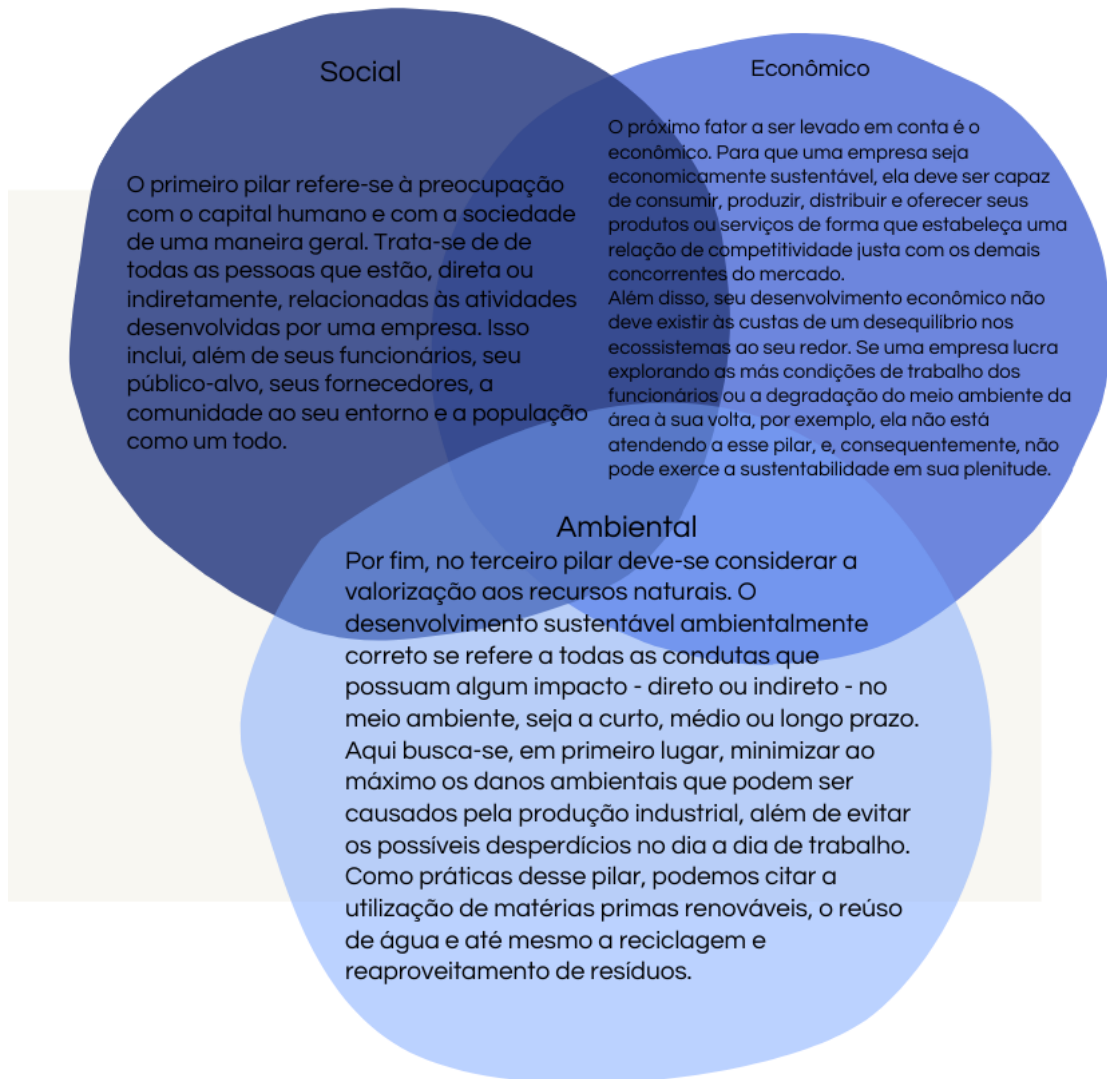 Social
O primeiro pilar refere-se à preocupação
com o capital humano e com a sociedade
de uma maneira geral. Trata-se de de
todas as pessoas que estão, direta ou
indiretamente, relacionadas às atividades
desenvolvidas por uma empresa. Isso
inclui, além de seus funcionários, seu
público-alvo, seus fornecedores, a
comunidade ao seu entorno e a população
como um todo.
Econômico
O próximo fator a ser levado em conta é o
econômico. Para que uma empresa seja
economicamente sustentável, ela deve ser capaz
de consumir, produzir, distribuir e oferecer seus
produtos ou serviços de forma que estabeleça uma
relação de competitividade justa com os demais
concorrentes do mercado.
Além disso, seu desenvolvimento econômico não
deve existir às custas de um desequilíbrio nos
ecossistemas ao seu redor. Se uma empresa lucra
explorando as más condições de trabalho dos
funcionários ou a degradação do meio ambiente da
área à sua volta, por exemplo, ela não está
atendendo a esse pilar, e, consequentemente, não
pode exerce a sustentabilidade em sua plenitude.
Ambiental
Por fim, no terceiro pilar deve-se considerar a
valorização aos recursos naturais. O
desenvolvimento sustentável ambientalmente
correto se refere a todas as condutas que
possuam algum impacto - direto ou indireto - no
meio ambiente, seja a curto, médio ou longo prazo.
Aqui busca-se, em primeiro lugar, minimizar ao
máximo os danos ambientais que podem ser
causados pela produção industrial, além de evitar
os possíveis desperdícios no dia a dia de trabalho.
Como práticas desse pilar, podemos citar a
utilização de matérias primas renováveis, o reúso
de água e até mesmo a reciclagem e
reaproveitamento de resíduos.